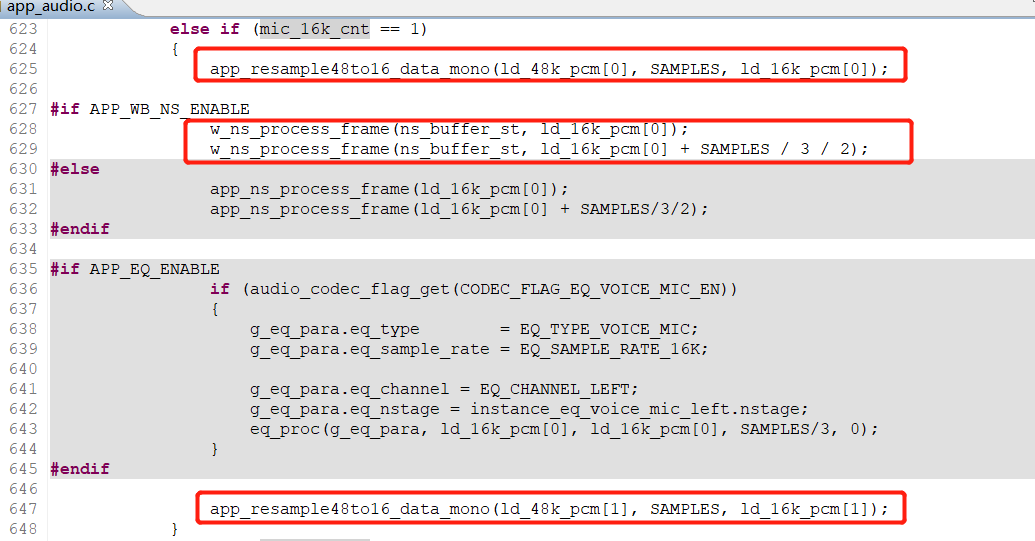 app_audio.c
623 else if (mic_16k_cnt == 1)
624 {
625 app_resample48to16_data_mono(ld_48k_pcm[0], SAMPLES, ld_16k_pcm[0]);
626
627 #if APP_WB_NS_ENABLE
628 w_ns_process_frame(ns_buffer_st, ld_16k_pcm[0]);
629 w_ns_process_frame(ns_buffer_st, ld_16k_pcm[0] + SAMPLES / 3 / 2);
630 #else
631 app_ns_process_frame(ld_16k_pcm[0]);
632 app_ns_process_frame(ld_16k_pcm[0] + SAMPLES/3/2);
633 #endif
634
635 #if APP_EQ_ENABLE
636 if (audio_codec_flag_get(CODEC_FLAG_EQ_VOICE_MIC_EN))
637 {
638 g_eq_para.eq_type = EQ_TYPE_VOICE_MIC;
639 g_eq_para.eq_sample_rate = EQ_SAMPLE_RATE_16K;
640
641 g_eq_para.eq_channel = EQ_CHANNEL_LEFT;
642 g_eq_para.eq_nstage = instance_eq_voice_mic_left.nstage;
643 eq_proc(g_eq_para, ld_16k_pcm[0], ld_16k_pcm[0], SAMPLES/3, 0);
644 }
645 #endif
646
647 app_resample48to16_data_mono(ld_48k_pcm[1], SAMPLES, ld_16k_pcm[1]);
648 }